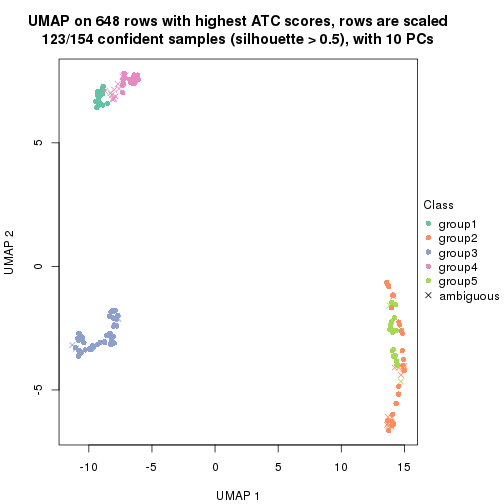 UMAP on 648 rows with highest ATC scores, rows are scaled
123/154 confident samples (silhouette > 0.5), with 10 PCs
5
0
-5
UMAP 2
-10
-5
0
5
10
15
UMAP 1
Class
group1
group2
group3
group4
group5
ambiguous